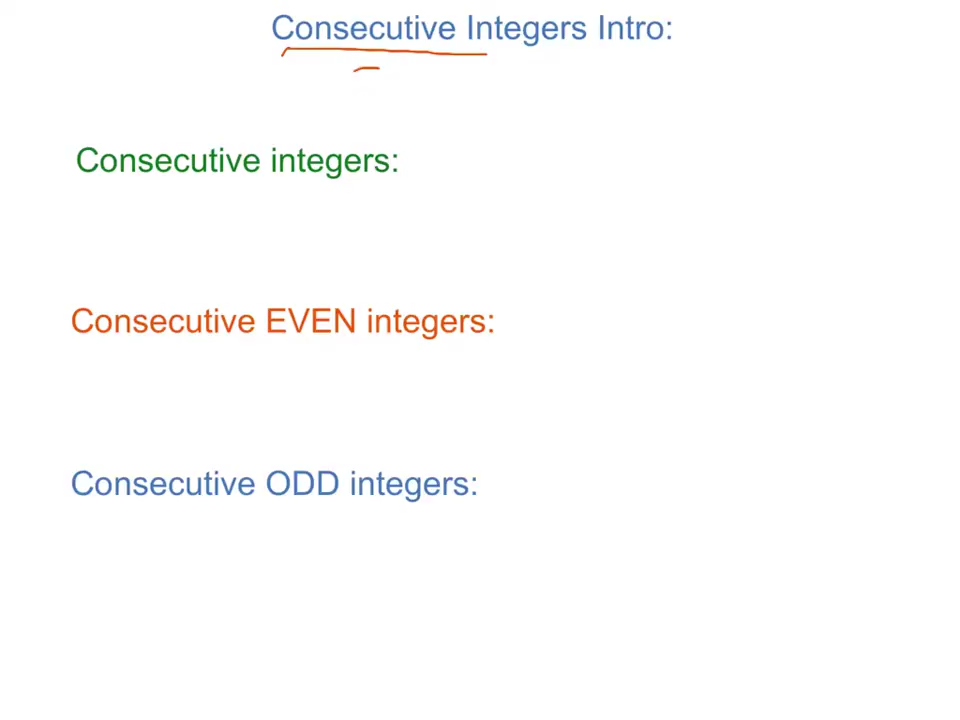 Consecutive Integers Intro:
Consecutive integers:
Consecutive EVEN integers:
Consecutive ODD integers: